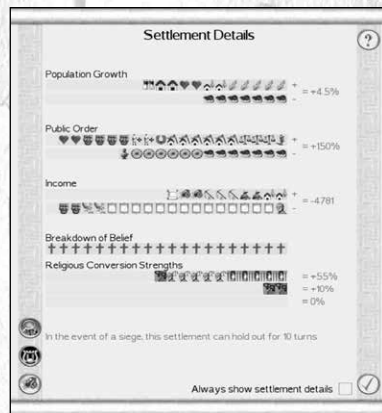 Settlement Details
?
Population Growth
+
= +4.5%
-
Public Order
+
= +150%
-
Income
+
= -4781
-
Breakdown of Belief
Religious Conversion Strengths
= +55%
= +10%
= 0%
In the event of a siege, this settlement can hold out for 10 turns
Always show settlement details